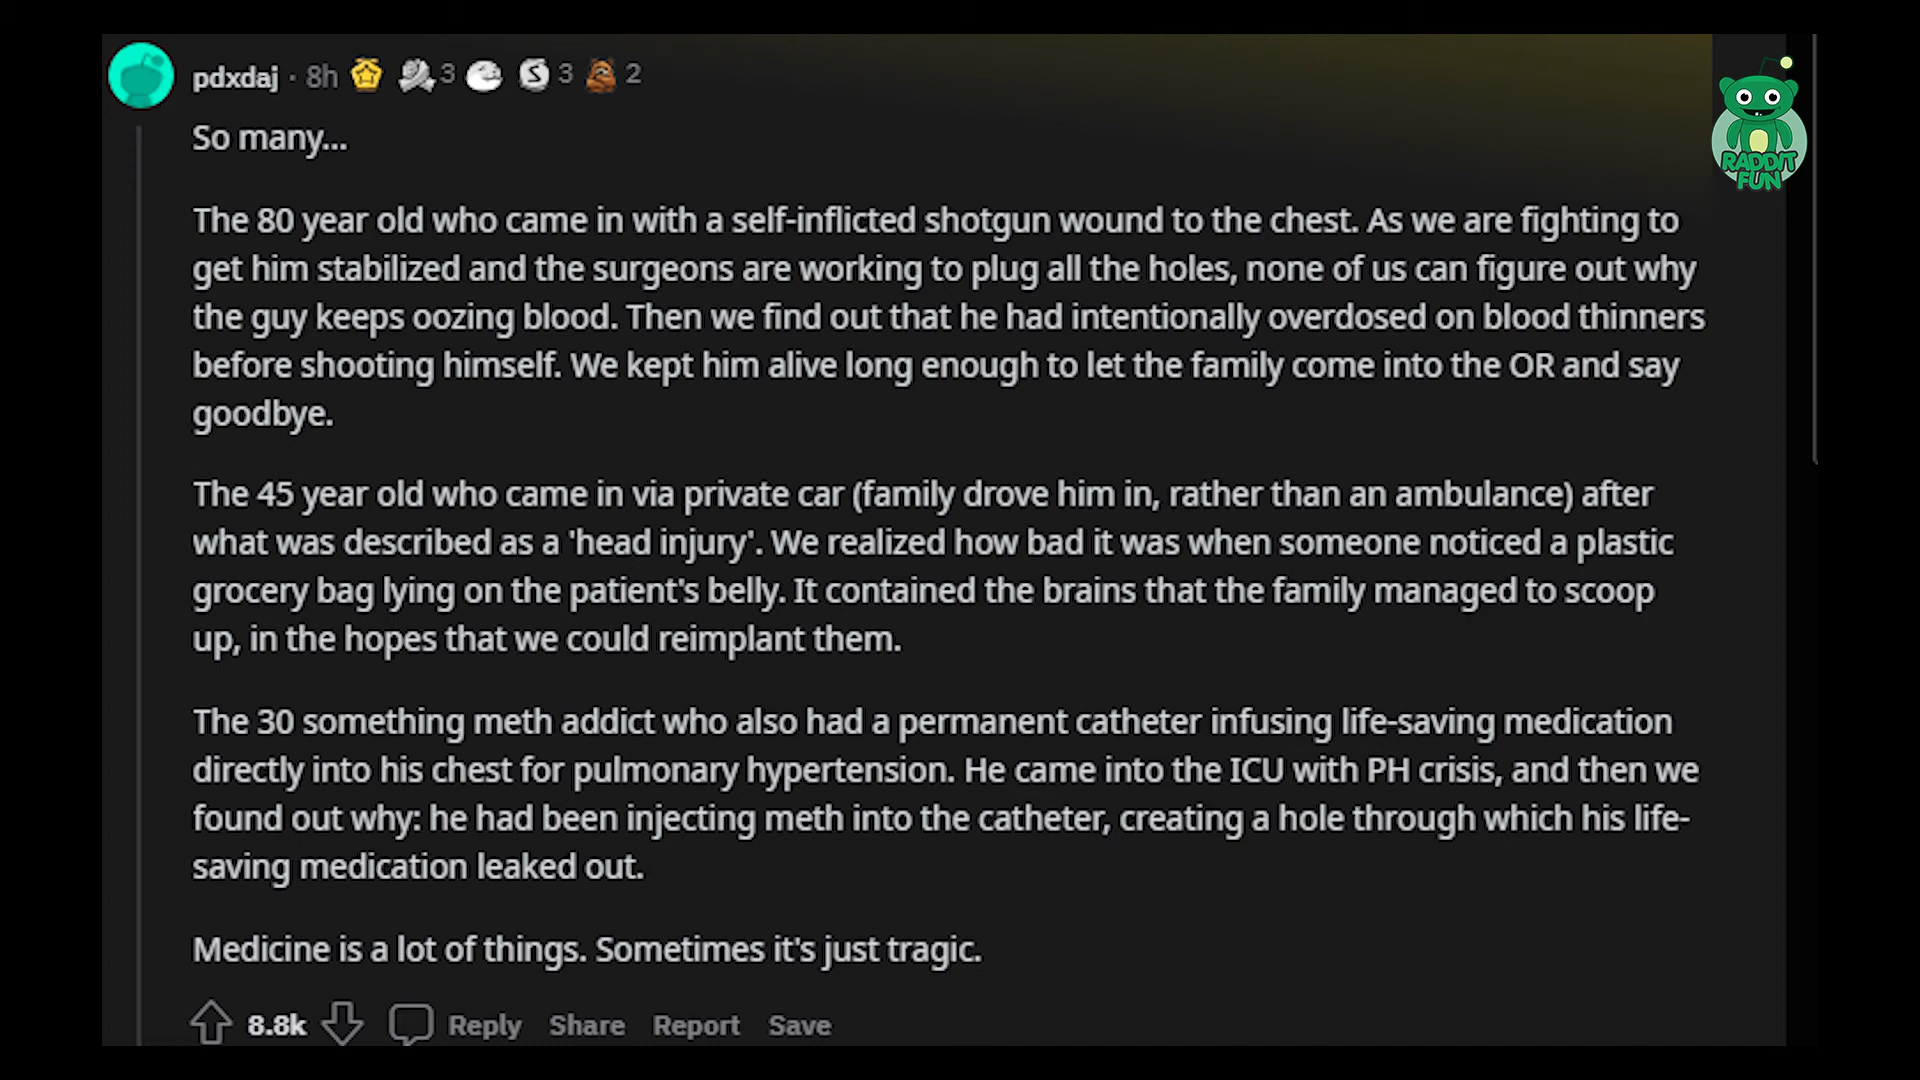 pdxdaj · 8h 3 3 2
RADDIT
FUN
So many...
The 80 year old who came in with a self-inflicted shotgun wound to the chest. As we are fighting to
get him stabilized and the surgeons are working to plug all the holes, none of us can figure out why
the guy keeps oozing blood. Then we find out that he had intentionally overdosed on blood thinners
before shooting himself. We kept him alive long enough to let the family come into the OR and say
goodbye.
The 45 year old who came in via private car (family drove him in, rather than an ambulance) after
what was described as a 'head injury'. We realized how bad it was when someone noticed a plastic
grocery bag lying on the patient's belly. It contained the brains that the family managed to scoop
up, in the hopes that we could reimplant them.
The 30 something meth addict who also had a permanent catheter infusing life-saving medication
directly into his chest for pulmonary hypertension. He came into the ICU with PH crisis, and then we
found out why: he had been injecting meth into the catheter, creating a hole through which his life-
saving medication leaked out.
Medicine is a lot of things. Sometimes it's just tragic.
8.8k Reply Share Report Save